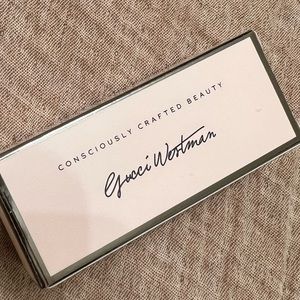 CONSCIOUSLY CRAFTED BEAUTY
Gucci Westman